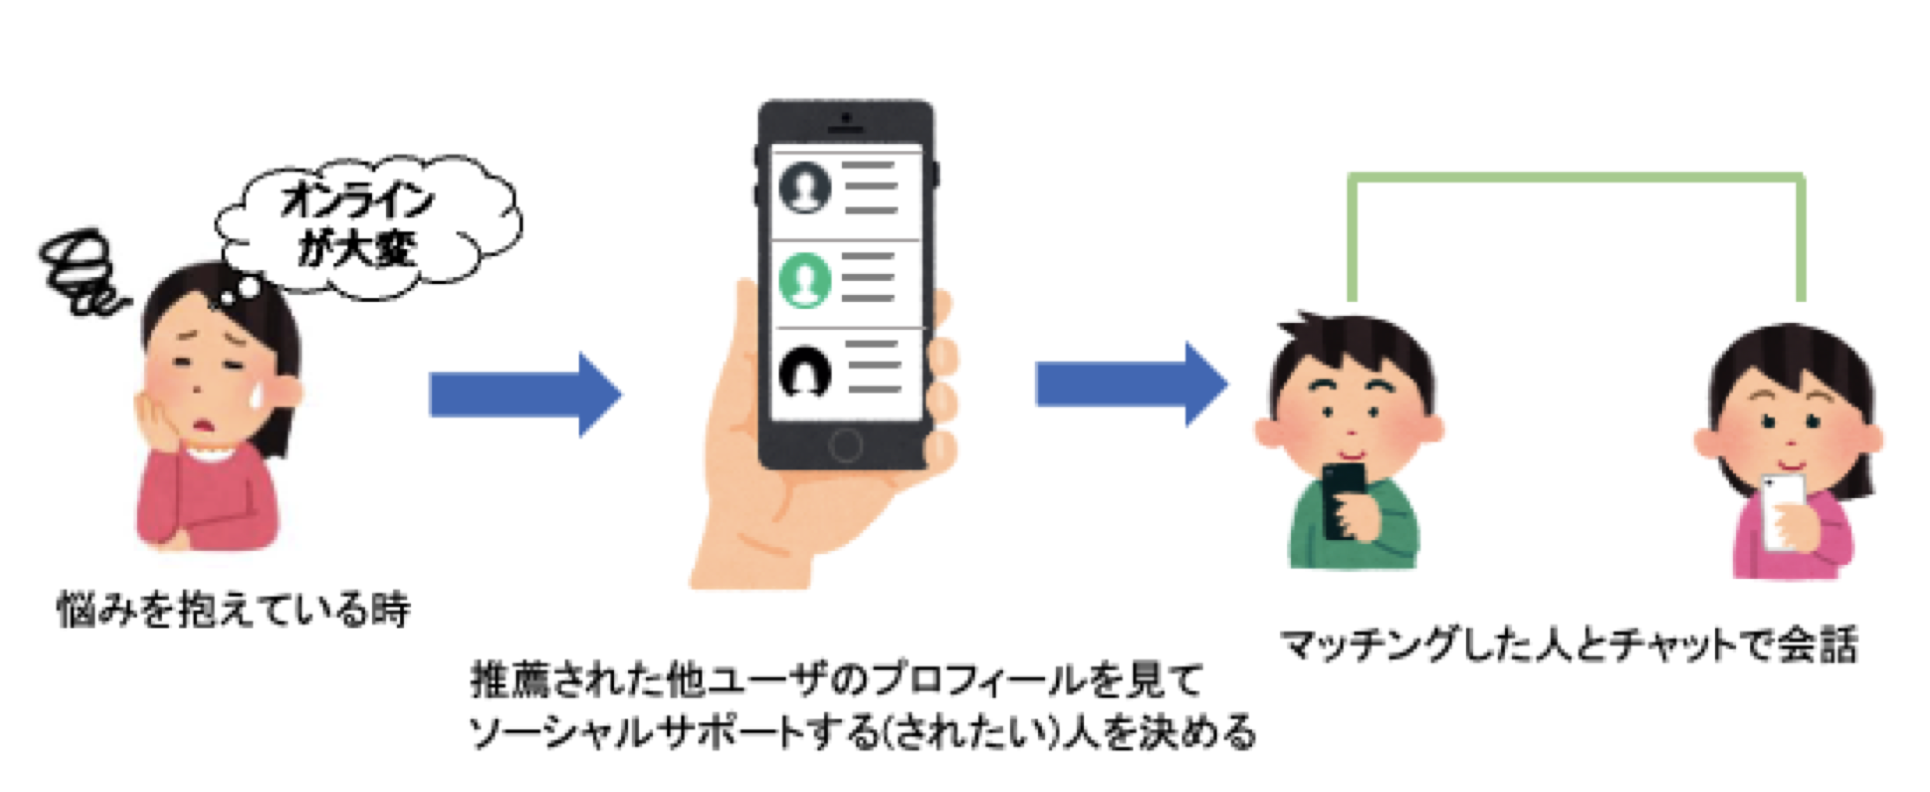 オンライン
が大変
悩みを抱えている時
推薦された他ユーザのプロフィールを見て
ソーシャルサポートする(されたい)人を決める
マッチングした人とチャットで会話